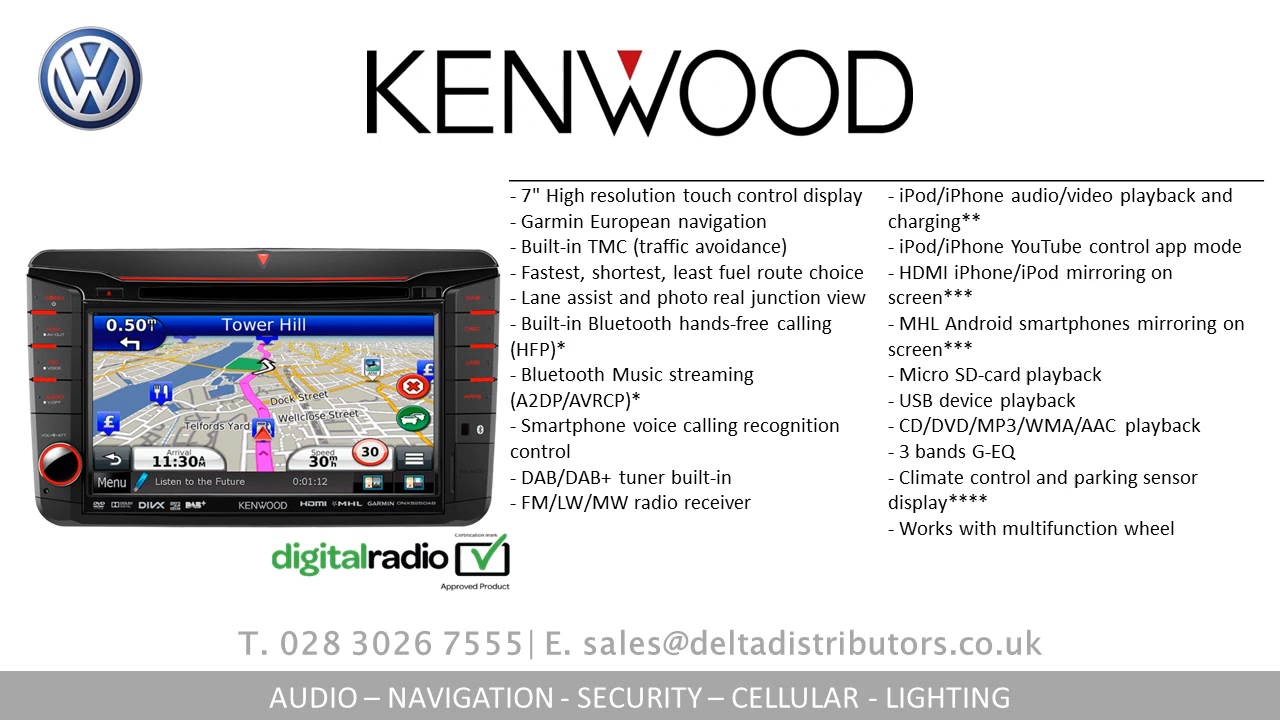 KENWOOD
- 7" High resolution touch control display
- Garmin European navigation
- Built-in TMC (traffic avoidance)
- Fastest, shortest, least fuel route choice
- Lane assist and photo real junction view
- Built-in Bluetooth hands-free calling
(HFP)*
- Bluetooth Music streaming
(A2DP/AVRCP)*
- Smartphone voice calling recognition
control
- DAB/DAB+ tuner built-in
- FM/LW/MW radio receiver
- iPod/iPhone audio/video playback and
charging**
- iPod/iPhone YouTube control app mode
- HDMI iPhone/iPod mirroring on
screen***
- MHL Android smartphones mirroring on
screen***
- Micro SD-card playback
- USB device playback
- CD/DVD/MP3/WMA/AAC playback
- 3 bands G-EQ
- Climate control and parking sensor
display****
- Works with multifunction wheel
0.50m Tower Hill
Dock Street
Wellclose Street
Telfords Yard
Arrival
11:30AM
Speed
30
30
Menu Listen to the Future 0:01:12
DIVX DAB+ KENWOOD HDMI MHL GARMIN DNX525DAB
Certification mark
digitalradio
Approved Product
T. 028 3026 7555| E. sales@deltadistributors.co.uk
AUDIO – NAVIGATION - SECURITY – CELLULAR - LIGHTING